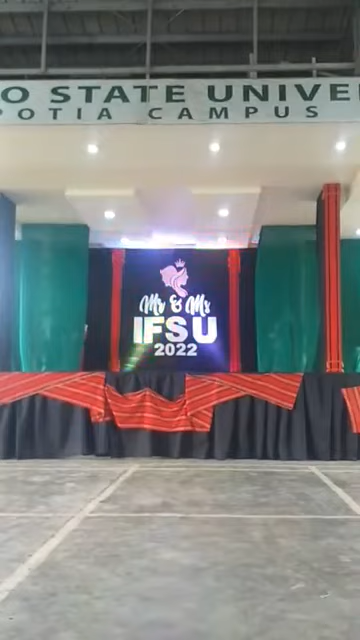 O STATE UNIVE
POTIA CAMPUS
Mr & Ms
IFSU
2022